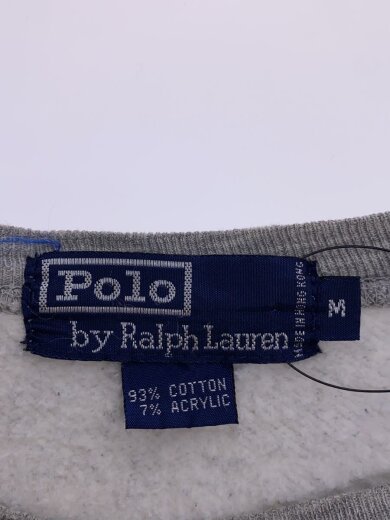 Polo
by Ralph Lauren
MADE IN HONG KONG
M
93% COTTON
7% ACRYLIC